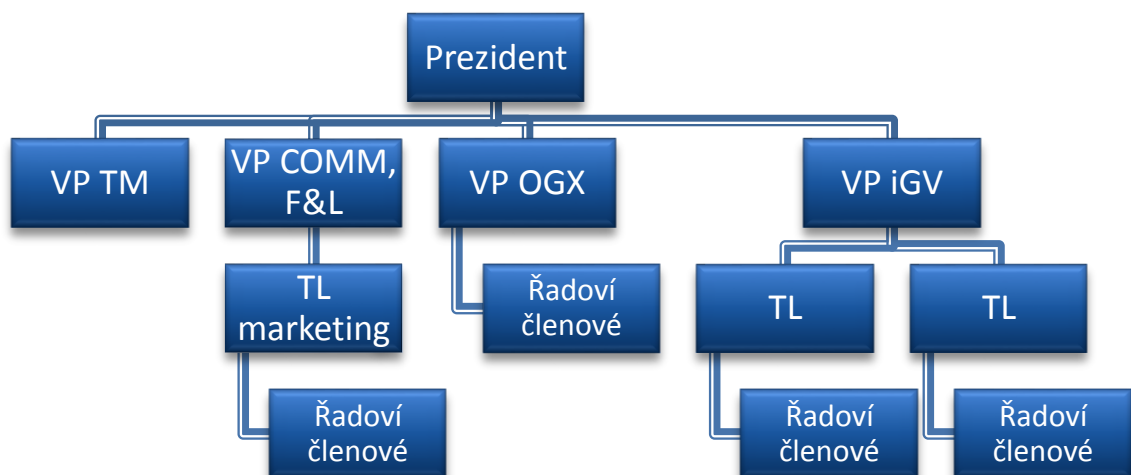 Prezident
VP TM
VP COMM,
F&L
VP OGX
VP iGV
TL
marketing
Řadoví
členové
TL
TL
Řadoví
členové
Řadoví
členové
Řadoví
členové